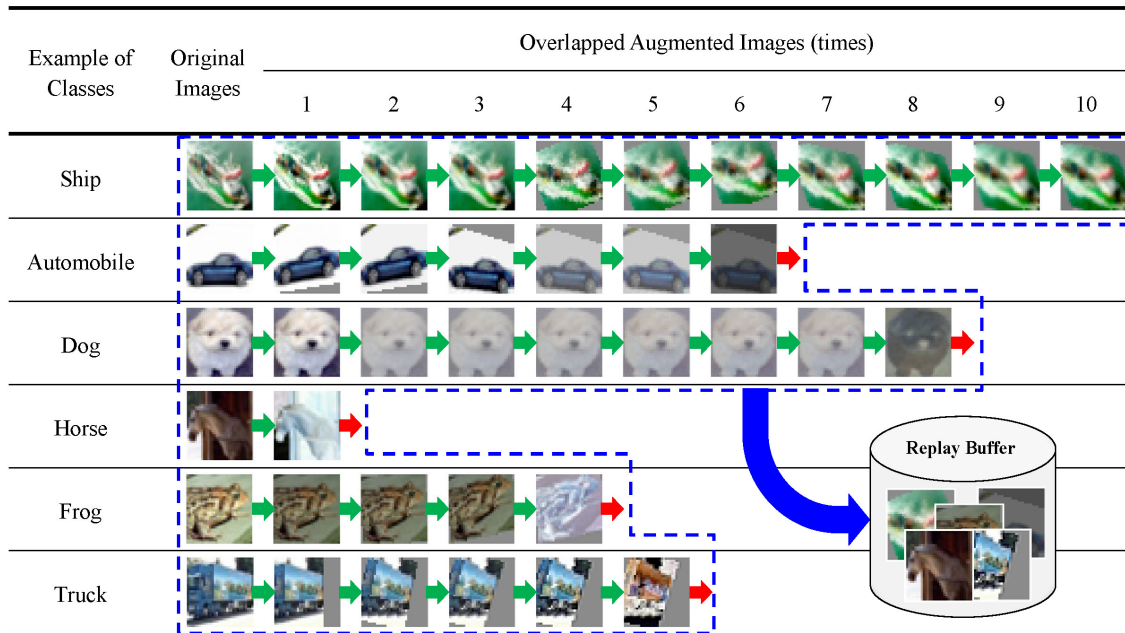 Overlapped Augmented Images (times)
Example of
Classes
Original
Images
1 2 3 4 5 6 7 8 9 10
Ship
Automobile
Dog
Horse
Replay Buffer
Frog
Truck